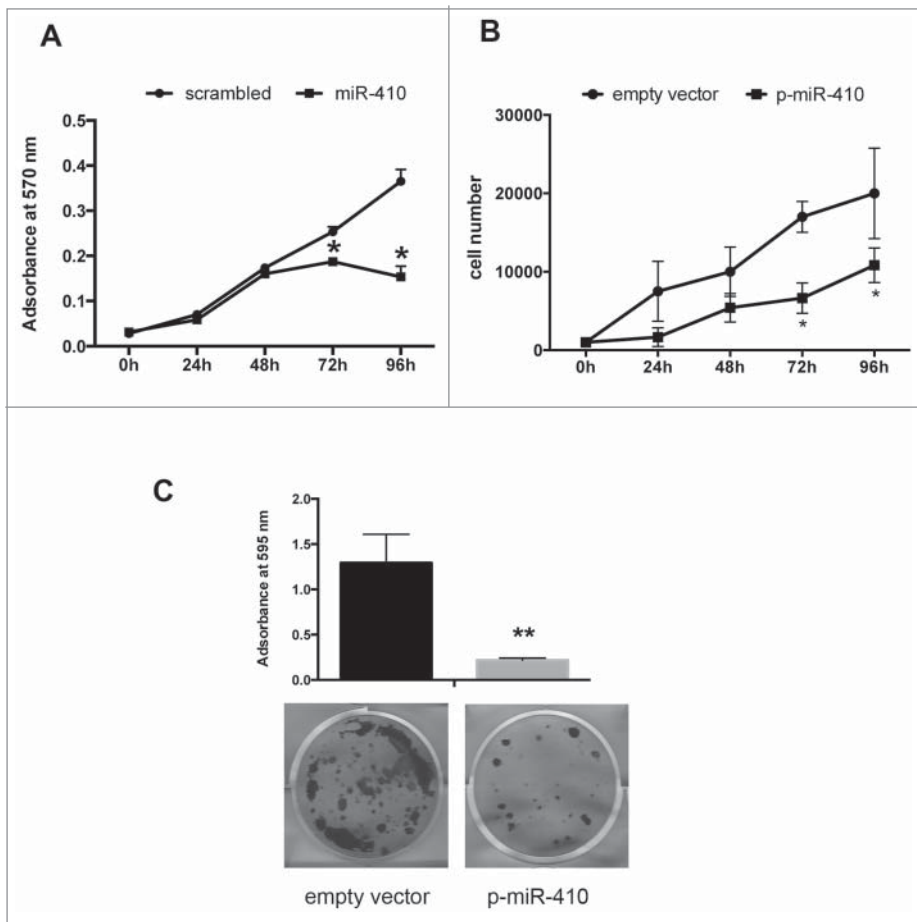 A
scrambled miR-410
Adsorbance at 570 nm
0.5
0.4
0.3
0.2
0.1
0.0
* *
0h 24h 48h 72h 96h
B
empty vector p-miR-410
cell number
30000
20000
10000
0
* *
0h 24h 48h 72h 96h
C
Adsorbance at 595 nm
2.0
1.5
1.0
0.5
0.0
**
empty vector p-miR-410